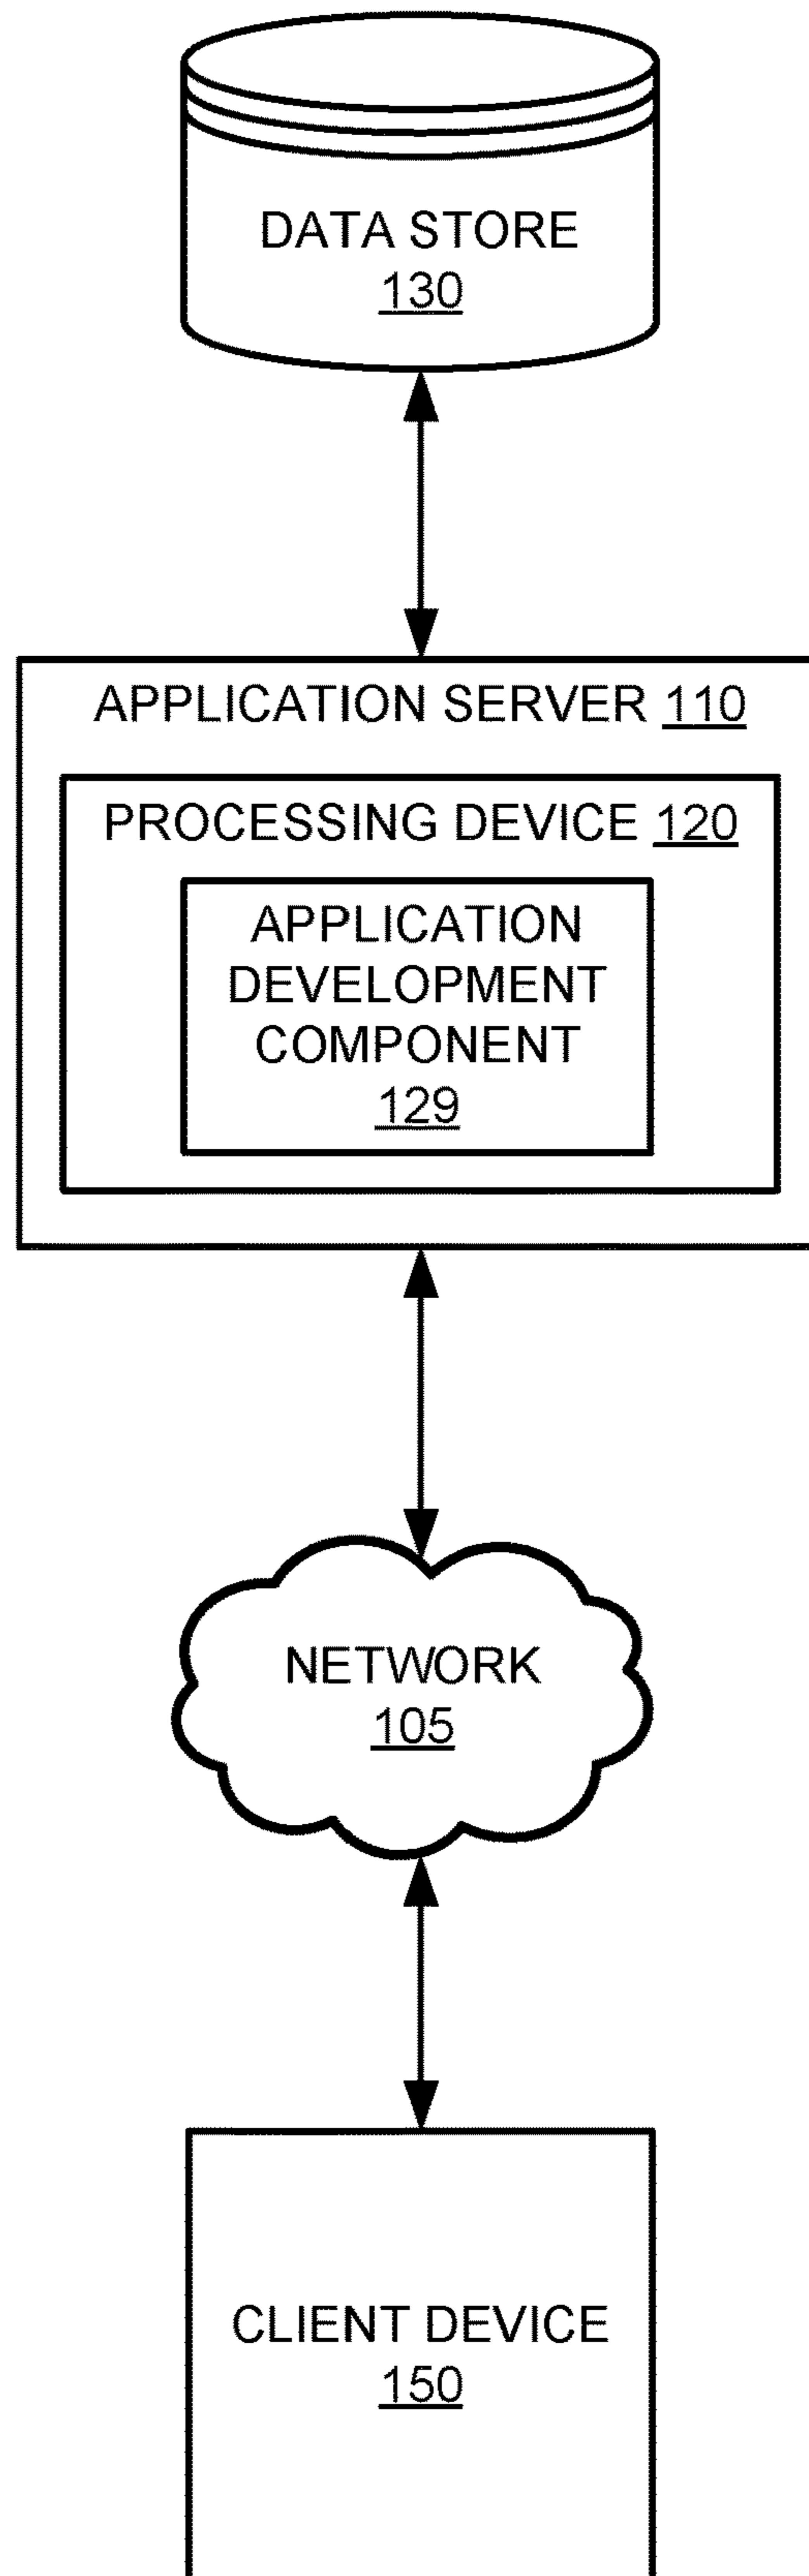 DATA STORE
130
APPLICATION SERVER 110
PROCESSING DEVICE 120
APPLICATION
DEVELOPMENT
COMPONENT
129
NETWORK
105
CLIENT DEVICE
150